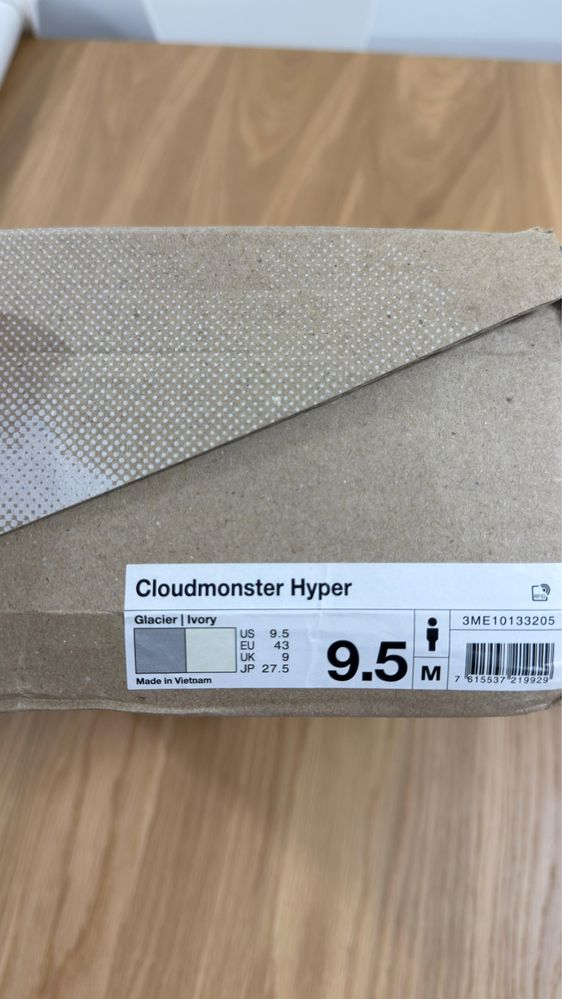 Cloudmonster Hyper
RFID
Glacier | Ivory
US 9.5
EU 43
UK 9
JP 27.5
Made in Vietnam
9.5
M
3ME10133205
7 615537 219929